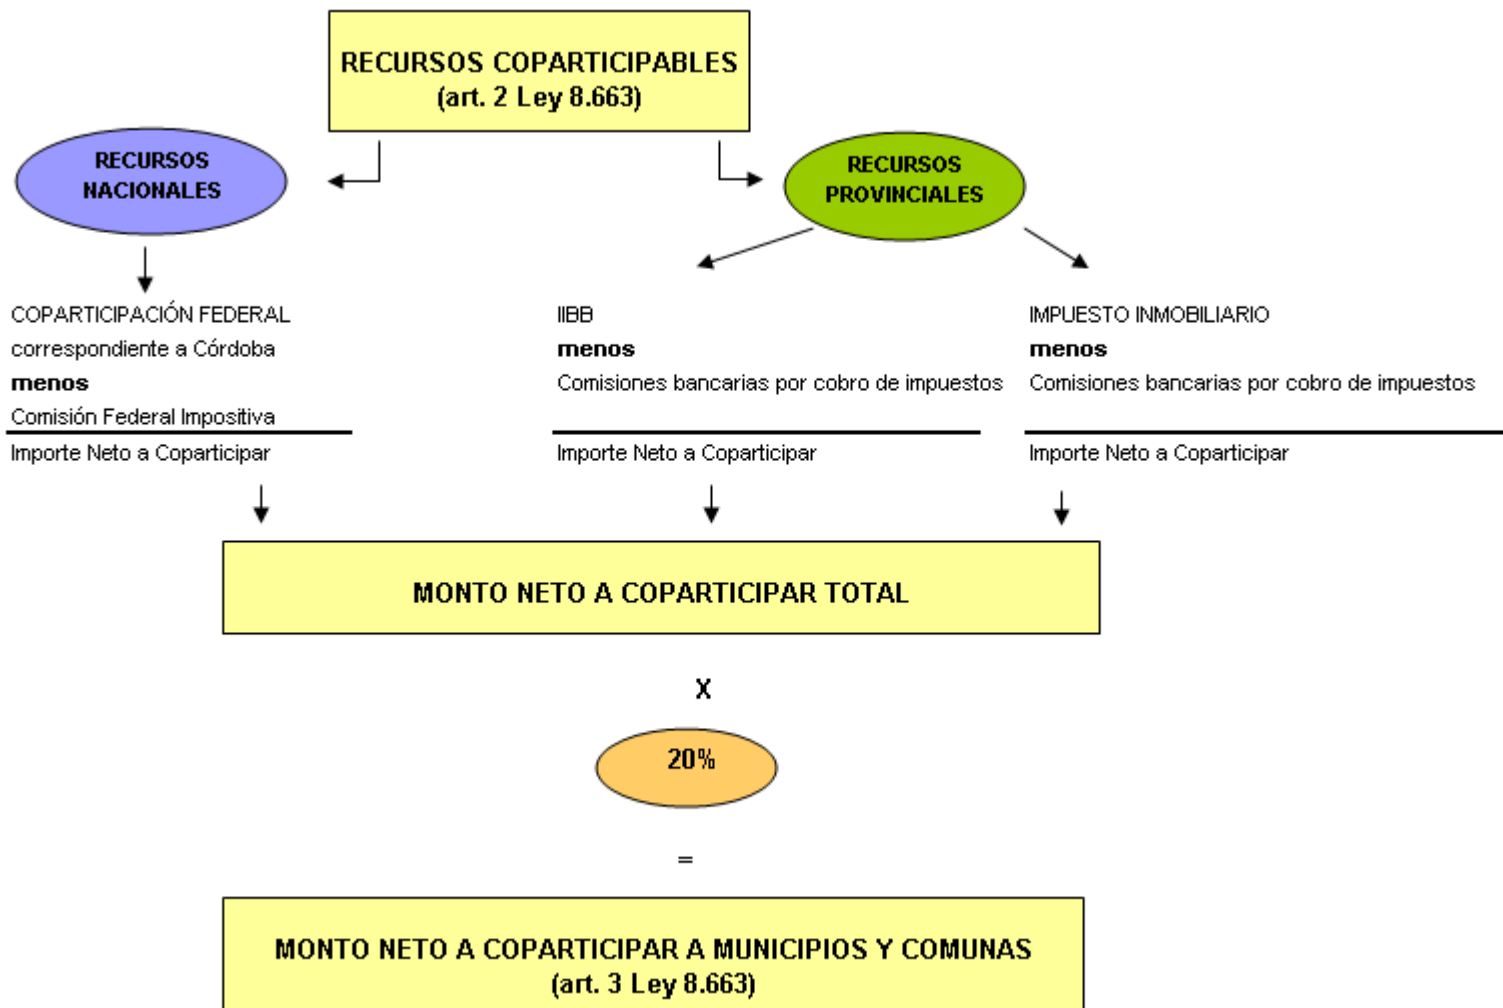 RECURSOS COPARTICIPABLES
(art. 2 Ley 8.663)
RECURSOS
NACIONALES
RECURSOS
PROVINCIALES
COPARTICIPACIÓN FEDERAL
correspondiente a Córdoba
menos
Comisión Federal Impositiva
Importe Neto a Coparticipar
IIBB
menos
Comisiones bancarias por cobro de impuestos
Importe Neto a Coparticipar
IMPUESTO INMOBILIARIO
menos
Comisiones bancarias por cobro de impuestos
Importe Neto a Coparticipar
MONTO NETO A COPARTICIPAR TOTAL
X
20%
=
MONTO NETO A COPARTICIPAR A MUNICIPIOS Y COMUNAS
(art. 3 Ley 8.663)